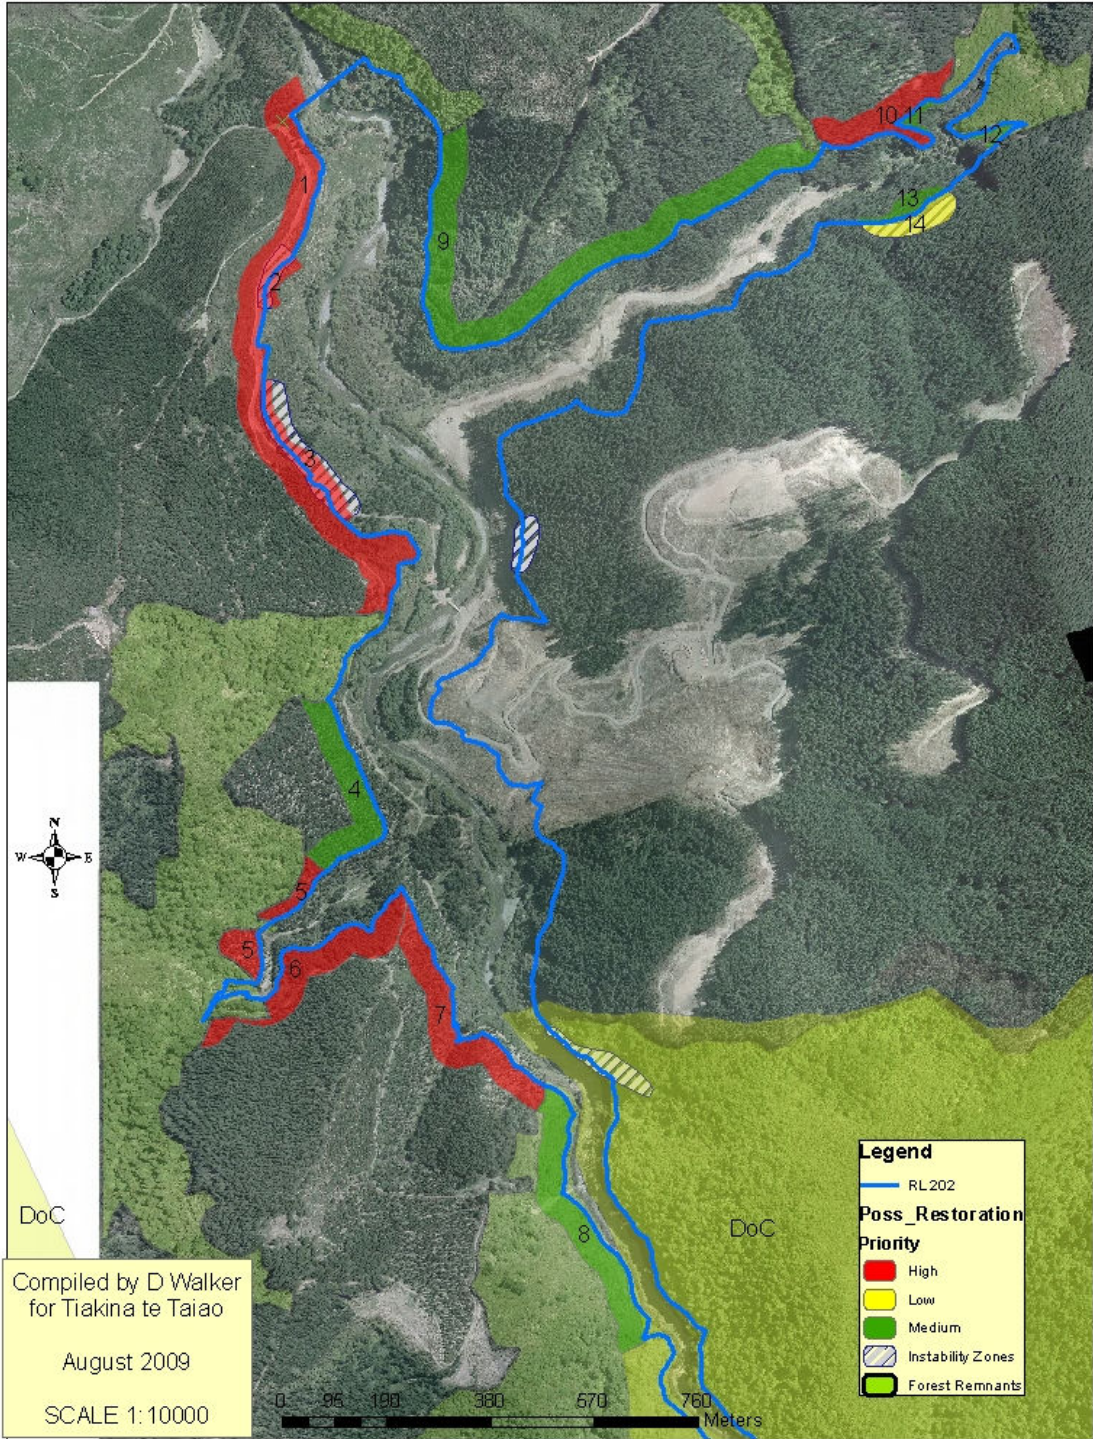 10
11
12
1
13
14
9
2
3
4
N
W
E
S
5
5
6
7
8
DoC
DoC
Legend
RL 202
Poss_Restoration
Priority
High
Low
Medium
Instability Zones
Forest Remnants
Compiled by D Walker
for Tiakina te Taiao
August 2009
SCALE 1:10000
0 95 190 380 570 760
Meters